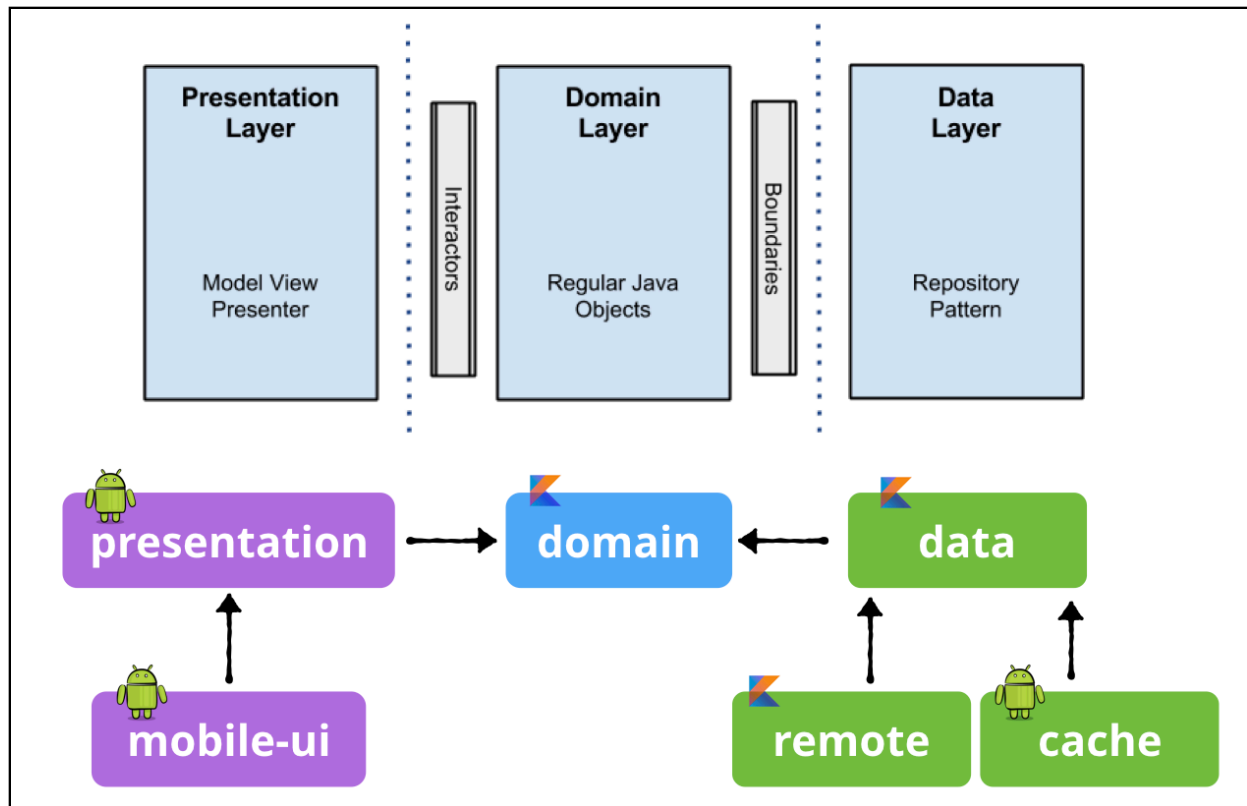 Presentation
Layer
Model View
Presenter
Interactors
Domain
Layer
Regular Java
Objects
Boundaries
Data
Layer
Repository
Pattern
presentation
domain
data
mobile-ui
remote
cache